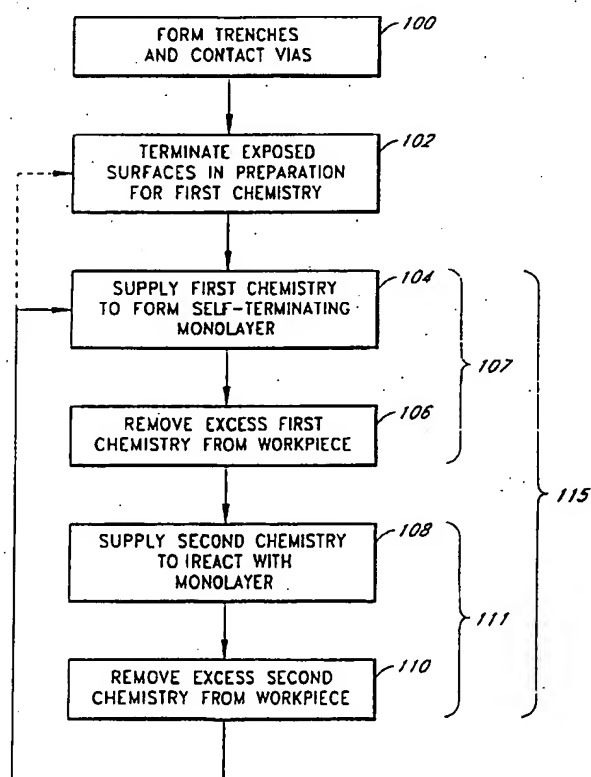 100
FORM TRENCHES
AND CONTACT VIAS
102
TERMINATE EXPOSED
SURFACES IN PREPARATION
FOR FIRST CHEMISTRY
104
SUPPLY FIRST CHEMISTRY
TO FORM SELF-TERMINATING
MONOLAYER
107
106
REMOVE EXCESS FIRST
CHEMISTRY FROM WORKPIECE
115
108
SUPPLY SECOND CHEMISTRY
TO IREACT WITH
MONOLAYER
111
110
REMOVE EXCESS SECOND
CHEMISTRY FROM WORKPIECE